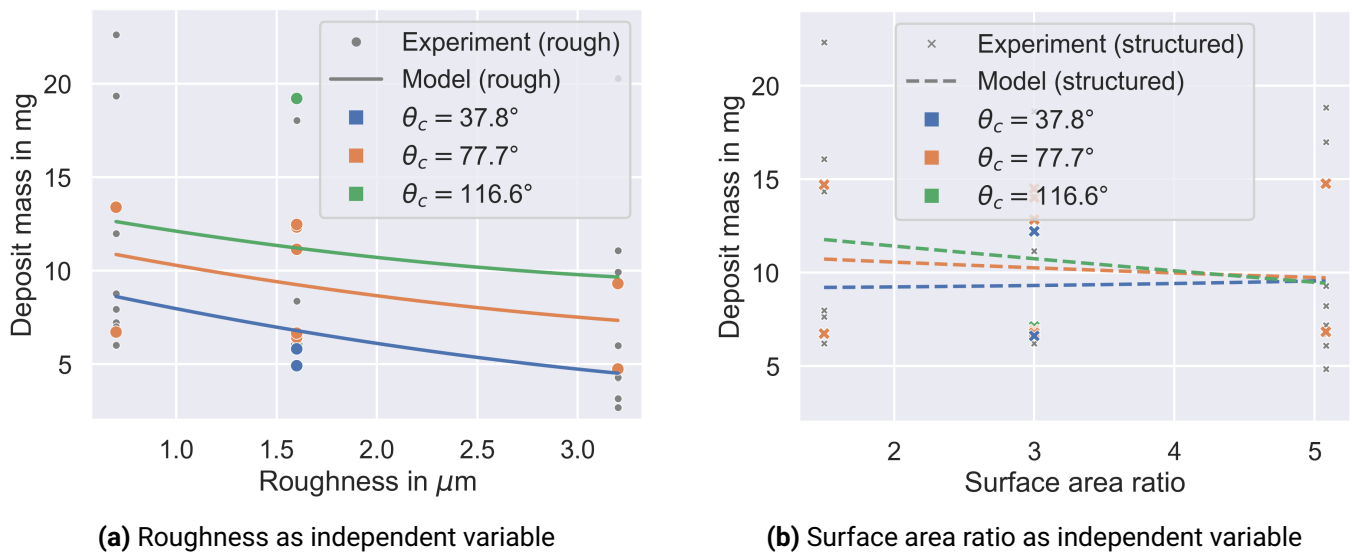 Deposit mass in mg
20
15
10
5
Experiment (rough)
Model (rough)
θc = 37.8°
θc = 77.7°
θc = 116.6°
1.0 1.5 2.0 2.5 3.0
Roughness in μm
(a) Roughness as independent variable
Deposit mass in mg
20
15
10
5
Experiment (structured)
Model (structured)
θc = 37.8°
θc = 77.7°
θc = 116.6°
2 3 4 5
Surface area ratio
(b) Surface area ratio as independent variable